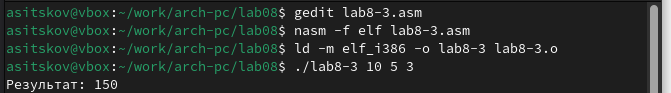 asitskov@vbox:~/work/arch-pc/lab08$ gedit lab8-3.asm
asitskov@vbox:~/work/arch-pc/lab08$ nasm -f elf lab8-3.asm
asitskov@vbox:~/work/arch-pc/lab08$ ld -m elf_i386 -o lab8-3 lab8-3.o
asitskov@vbox:~/work/arch-pc/lab08$ ./lab8-3 10 5 3
Результат: 150